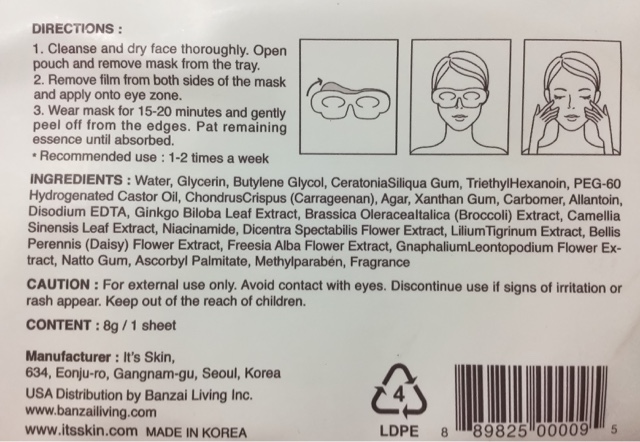 DIRECTIONS :
1. Cleanse and dry face thoroughly. Open
pouch and remove mask from the tray.
2. Remove film from both sides of the mask
and apply onto eye zone.
3. Wear mask for 15-20 minutes and gently
peel off from the edges. Pat remaining
essence until absorbed.
• Recommended use : 1-2 times a week
INGREDIENTS : Water, Glycerin, Butylene Glycol, CeratoniaSiliqua Gum, TriethylHexanoin, PEG-60
Hydrogenated Castor Oil, ChondrusCrispus (Carrageenan), Agar, Xanthan Gum, Carbomer, Allantoin,
Disodium EDTA, Ginkgo Biloba Leaf Extract, Brassica OleraceaItalica (Broccoli) Extract, Camellia
Sinensis Leaf Extract, Niacinamide, Dicentra Spectabilis Flower Extract, LiliumTigrinum Extract, Bellis
Perennis (Daisy) Flower Extract, Freesia Alba Flower Extract, GnaphaliumLeontopodium Flower Ex-
tract, Natto Gum, Ascorbyl Palmitate, Methylparaben, Fragrance
CAUTION : For external use only. Avoid contact with eyes. Discontinue use if signs of irritation or
rash appear. Keep out of the reach of children.
CONTENT : 8g / 1 sheet
Manufacturer : It's Skin,
634, Eonju-ro, Gangnam-gu, Seoul, Korea
USA Distribution by Banzai Living Inc.
www.banzailiving.com
www.itsskin.com MADE IN KOREA
4
LDPE
8 89825 00009 5